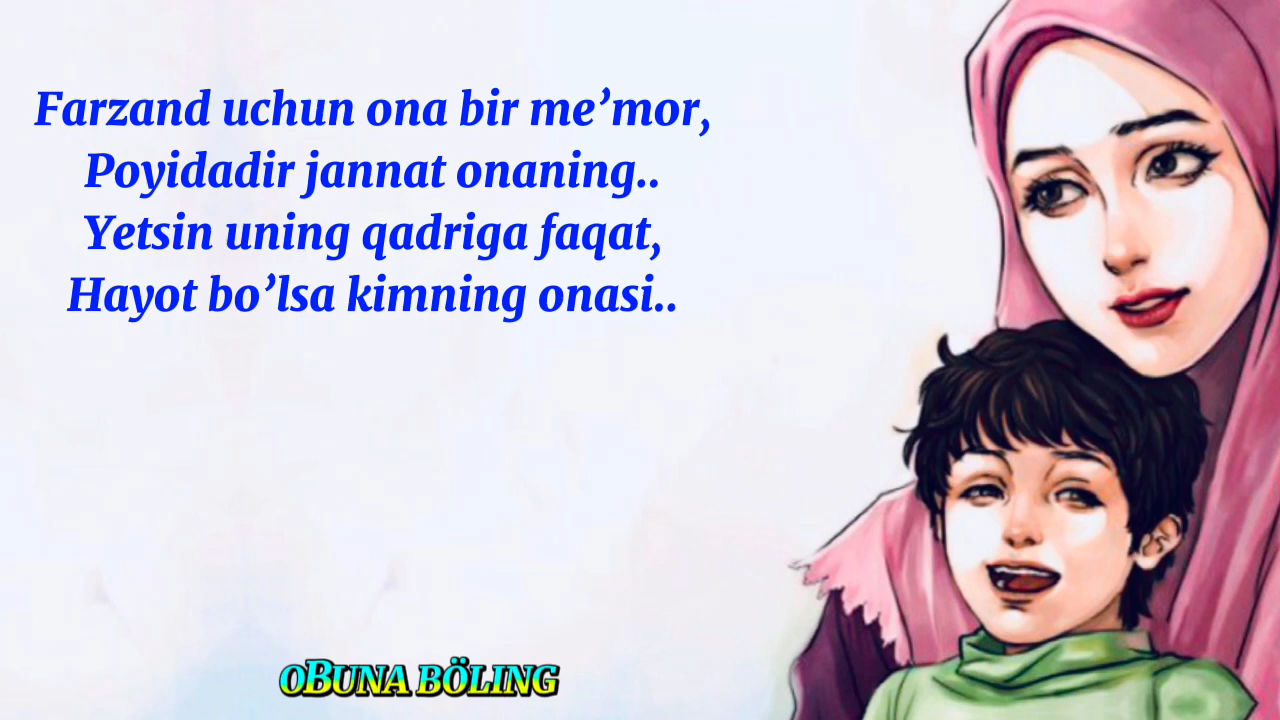 Farzand uchun ona bir me’mor,
Poyidadir jannat onaning..
Yetsin uning qadriga faqat,
Hayot bo’lsa kimning onasi..
OBUNA BÖLING